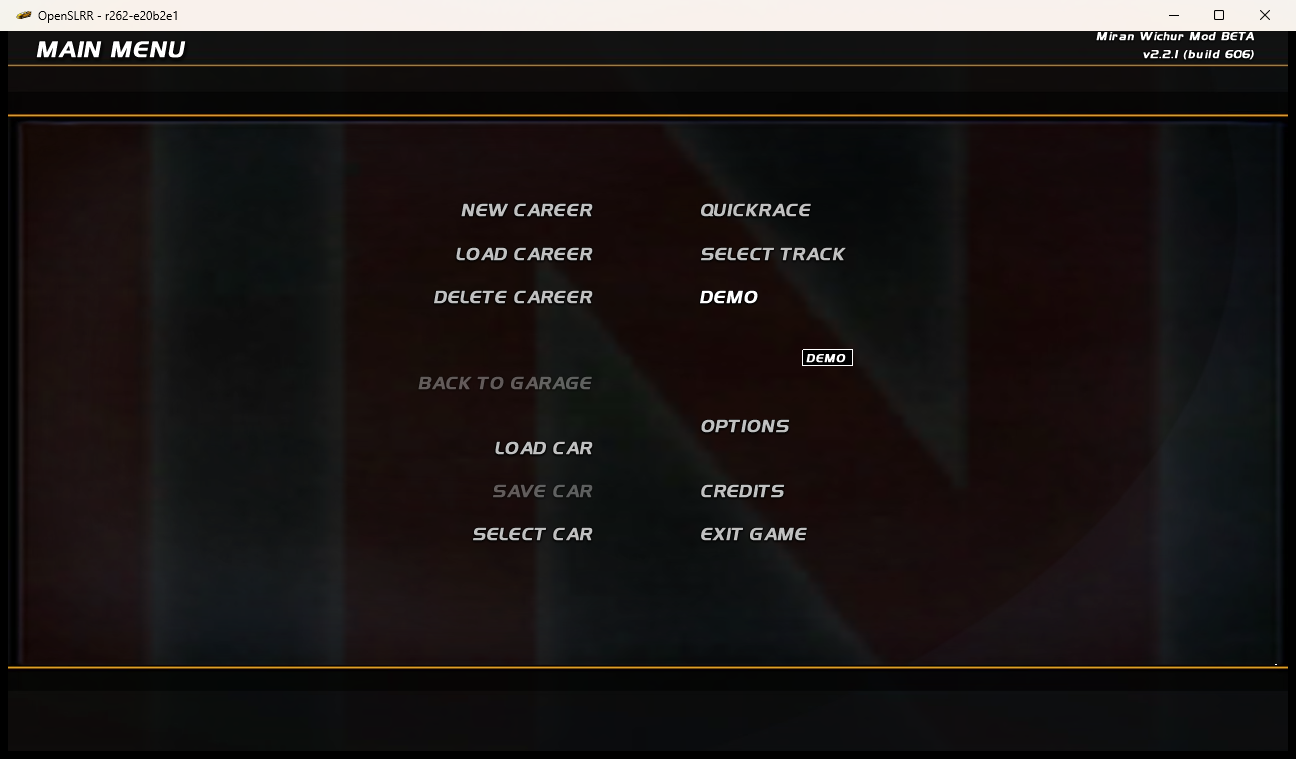 OpenSLRR - r262-e20b2e1
MAIN MENU
Miran Wichur Mod BETA
v2.2.1 (build 606)
NEW CAREER
QUICKRACE
LOAD CAREER
SELECT TRACK
DELETE CAREER
DEMO
DEMO
BACK TO GARAGE
OPTIONS
LOAD CAR
SAVE CAR
CREDITS
SELECT CAR
EXIT GAME